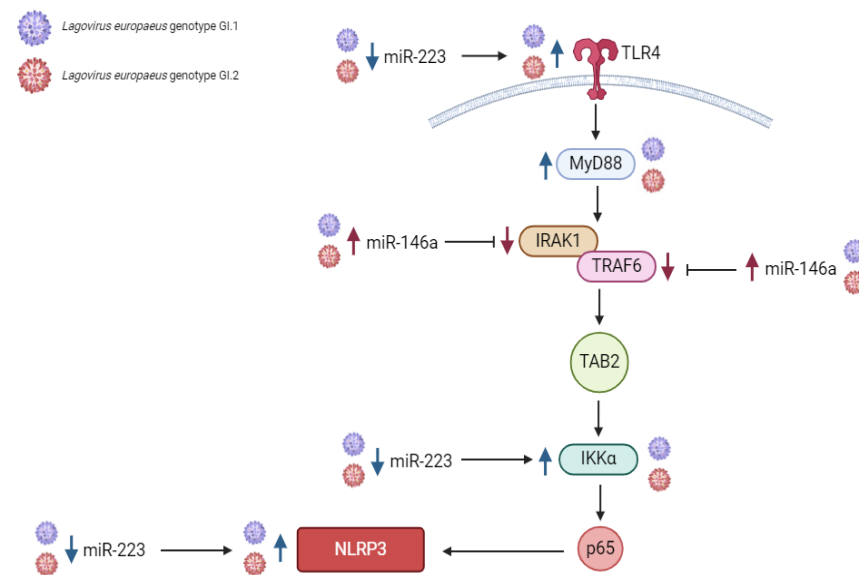 Lagovirus europaeus genotype GI.1
Lagovirus europaeus genotype GI.2
miR-223
TLR4
MyD88
miR-146a
IRAK1
TRAF6
miR-146a
TAB2
miR-223
IKKα
miR-223
NLRP3
p65